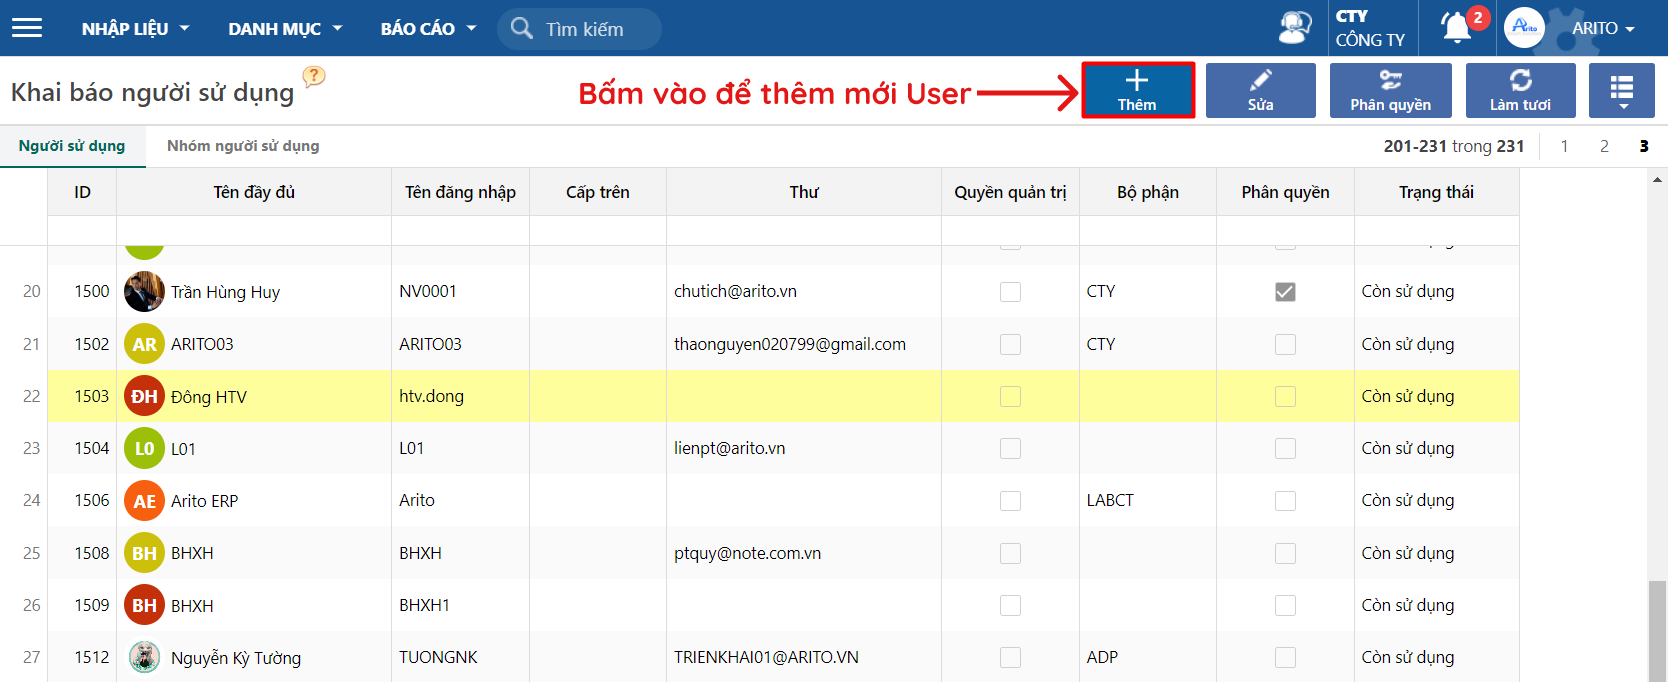 NHẬP LIỆU DANH MỤC BÁO CÁO Tìm kiếm CTY 2 Arito ARITO
CÔNG TY
Khai báo người sử dụng ? Bấm vào để thêm mới User Thêm Sửa Phân quyền Làm tươi
Người sử dụng Nhóm người sử dụng 201-231 trong 231 1 2 3
ID Tên đầy đủ Tên đăng nhập Cấp trên Thư Quyền quản trị Bộ phận Phân quyền Trạng thái
20 1500 Trần Hùng Huy NV0001 chutich@arito.vn CTY Còn sử dụng
21 1502 AR ARITO03 ARITO03 thaonguyen020799@gmail.com CTY Còn sử dụng
22 1503 ĐH Đông HTV htv.dong Còn sử dụng
23 1504 L0 L01 L01 lienpt@arito.vn Còn sử dụng
24 1506 AE Arito ERP Arito LABCT Còn sử dụng
25 1508 BH BHXH BHXH ptquy@note.com.vn Còn sử dụng
26 1509 BH BHXH BHXH1 Còn sử dụng
27 1512 Nguyễn Kỳ Tường TUONGNK TRIENKHAI01@ARITO.VN ADP Còn sử dụng